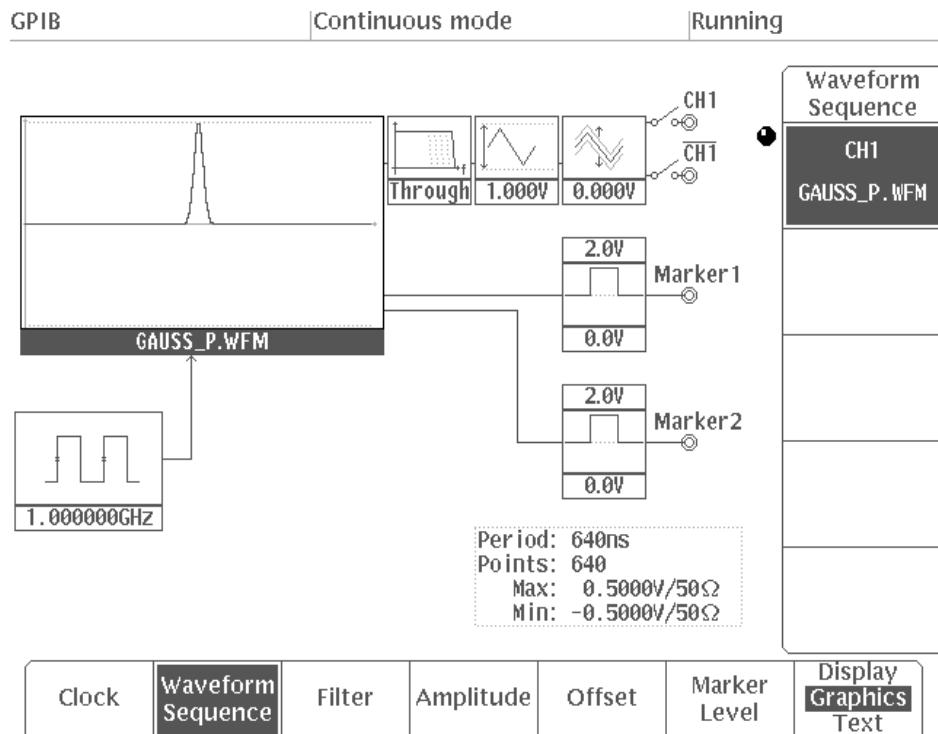 GPIB
Continuous mode
Running
Waveform
Sequence
CH1
GAUSS_P.WFM
CH1
CH1
Through
1.000V
0.000V
f
GAUSS_P.WFM
2.0V
Marker1
0.0V
2.0V
Marker2
0.0V
1.000000GHz
Period: 640ns
Points: 640
Max: 0.5000V/50Ω
Min: -0.5000V/50Ω
Clock
Waveform
Sequence
Filter
Amplitude
Offset
Marker
Level
Display
Graphics
Text